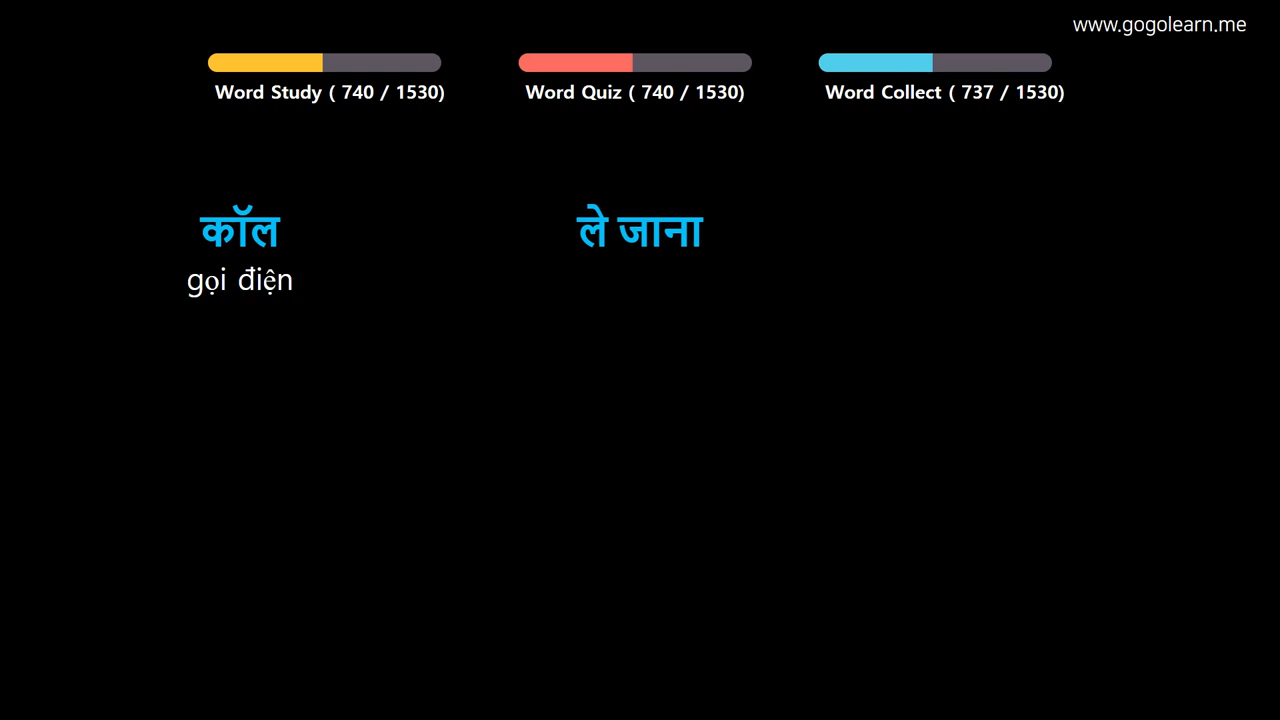 www.gogolearn.me
Word Study ( 740 / 1530)
Word Quiz ( 740 / 1530)
Word Collect ( 737 / 1530)
कॉल
ले जाना
gọi điện